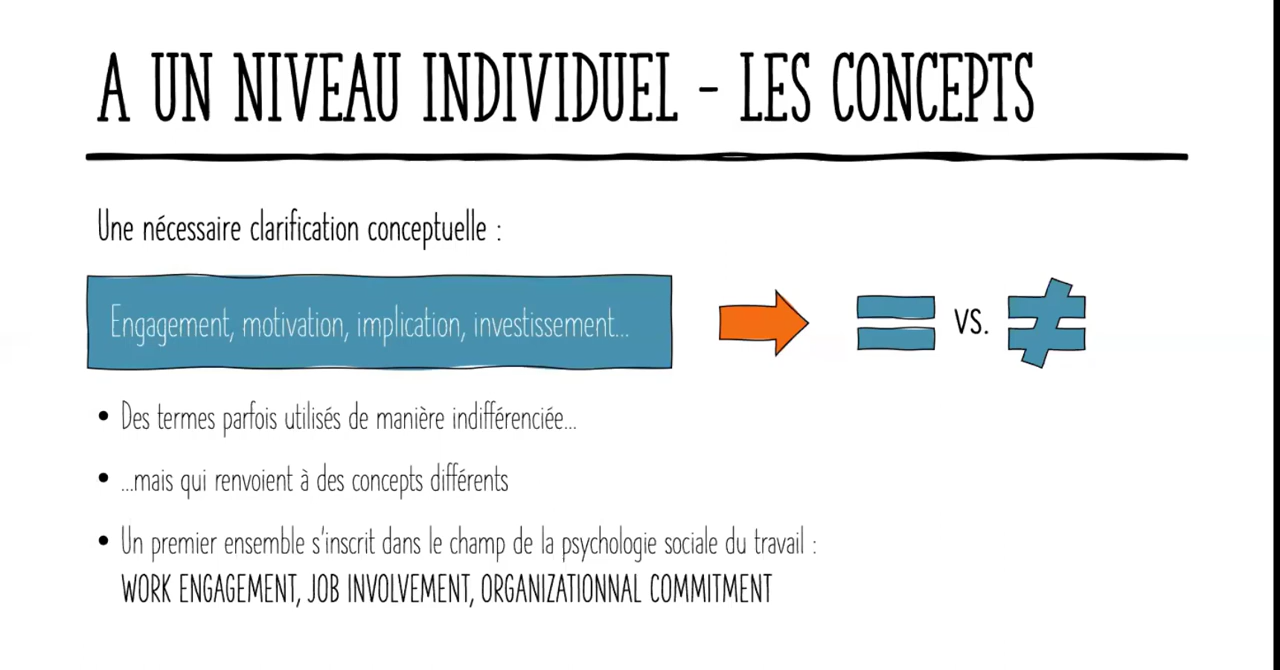 A UN NIVEAU INDIVIDUEL - LES CONCEPTS
Une nécessaire clarification conceptuelle :
Engagement, motivation, implication, investissement...
= vs. ≠
• Des termes parfois utilisés de manière indifférenciée...
• ...mais qui renvoient à des concepts différents
• Un premier ensemble s'inscrit dans le champ de la psychologie sociale du travail :
WORK ENGAGEMENT, JOB INVOLVEMENT, ORGANIZATIONNAL COMMITMENT